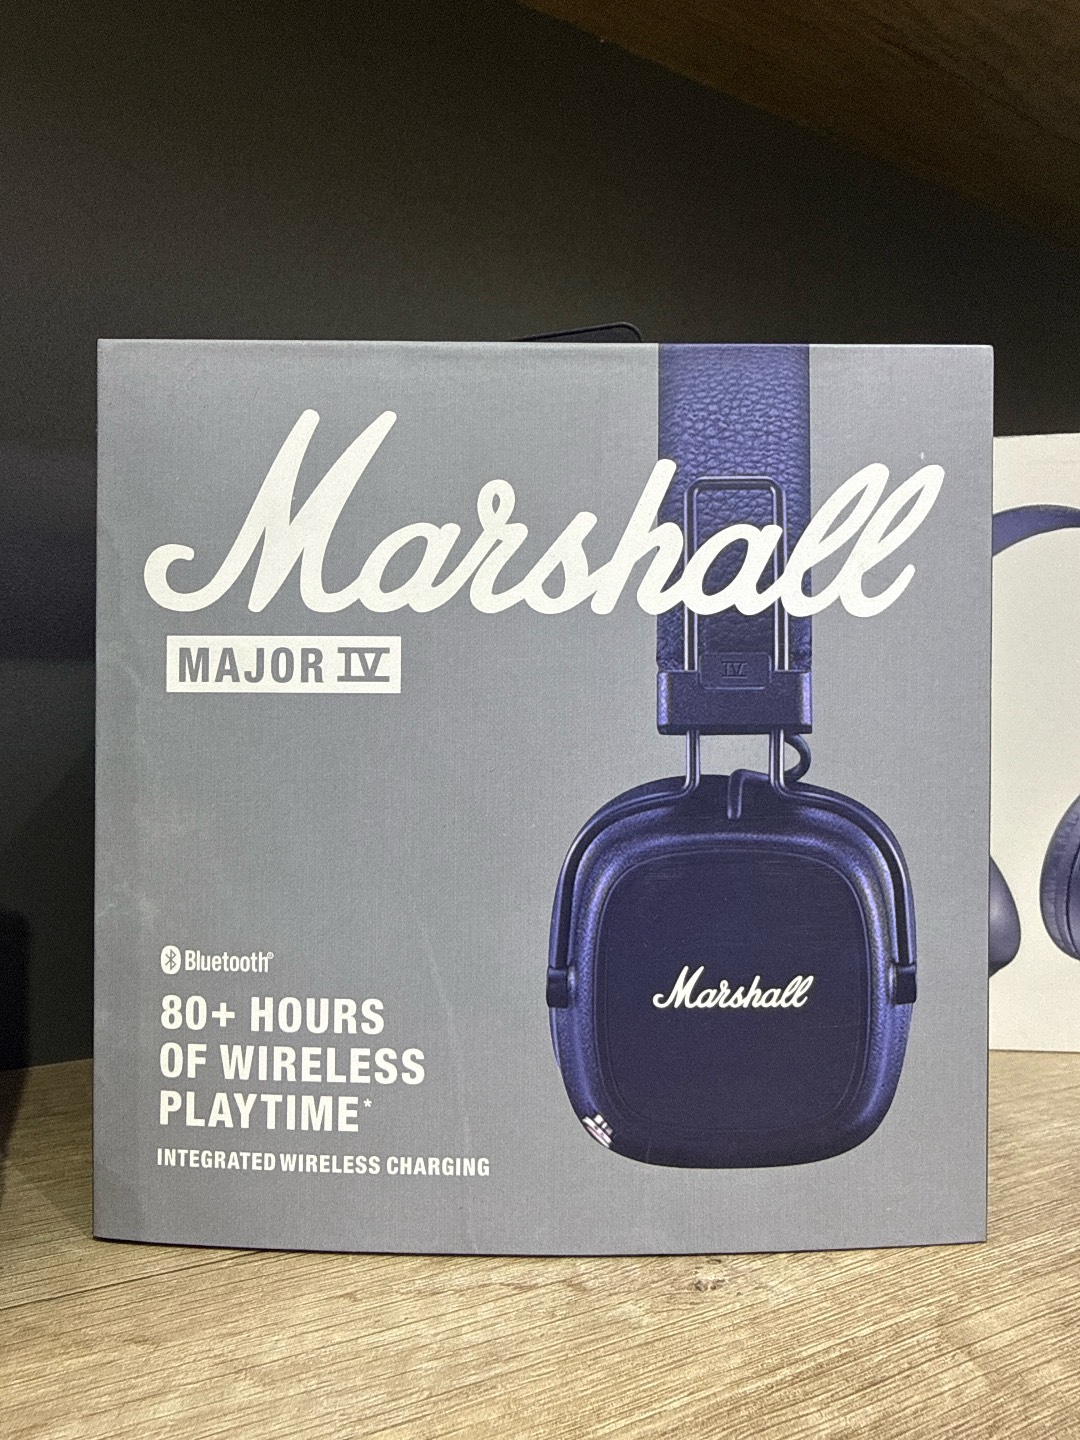 Marshall
MAJOR IV
IV
Bluetooth®
80+ HOURS
OF WIRELESS
PLAYTIME*
INTEGRATED WIRELESS CHARGING
Marshall